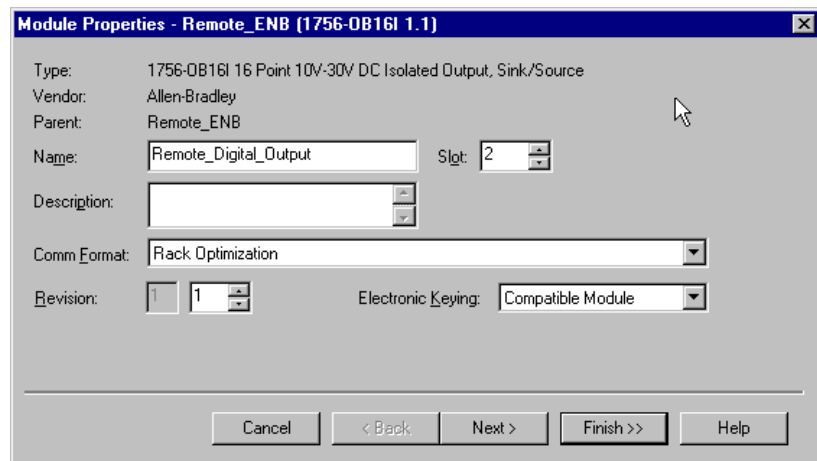 Module Properties - Remote_ENB (1756-OB16I 1.1)
Type: 1756-OB16I 16 Point 10V-30V DC Isolated Output, Sink/Source
Vendor: Allen-Bradley
Parent: Remote_ENB
Name: Remote_Digital_Output Slot: 2
Description:
Comm Format: Rack Optimization
Revision: 1 1 Electronic Keying: Compatible Module
Cancel < Back Next > Finish >> Help